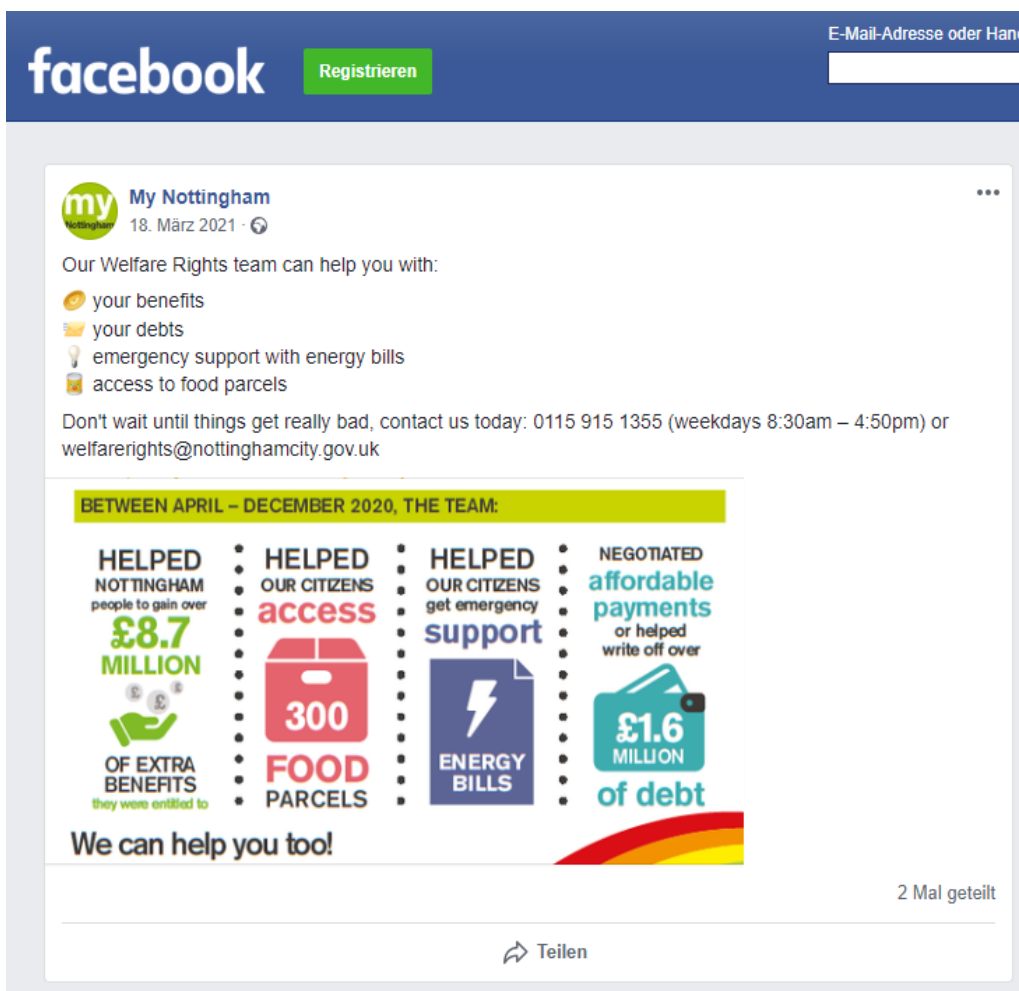 facebook
Registrieren
E-Mail-Adresse oder
my
Nottingham
My Nottingham
18. März 2021 ·
Our Welfare Rights team can help you with:
your benefits
your debts
emergency support with energy bills
access to food parcels
Don't wait until things get really bad, contact us today: 0115 915 1355 (weekdays 8:30am – 4:50pm) or
welfarerights@nottinghamcity.gov.uk
BETWEEN APRIL – DECEMBER 2020, THE TEAM:
HELPED
NOTTINGHAM
people to gain over
£8.7
MILLION
£ £ £
OF EXTRA
BENEFITS
they were entitled to
HELPED
OUR CITIZENS
access
300
FOOD
PARCELS
HELPED
OUR CITIZENS
get emergency
support
ENERGY
BILLS
NEGOTIATED
affordable
payments
or helped
write off over
£1.6
MILLION
of debt
We can help you too!
2 Mal geteilt
Teilen